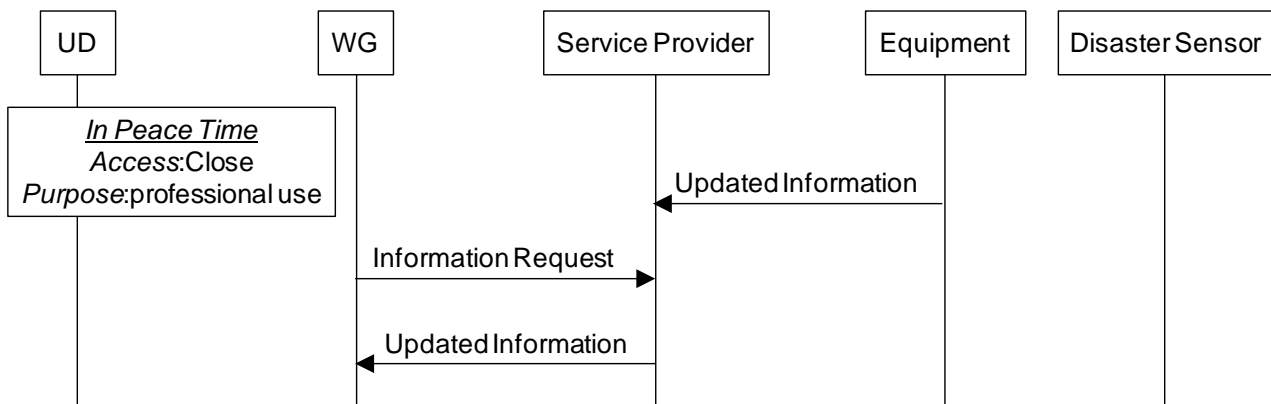 UD
WG
Service Provider
Equipment
Disaster Sensor
In Peace Time
Access:Close
Purpose:professional use
Updated Information
Information Request
Updated Information